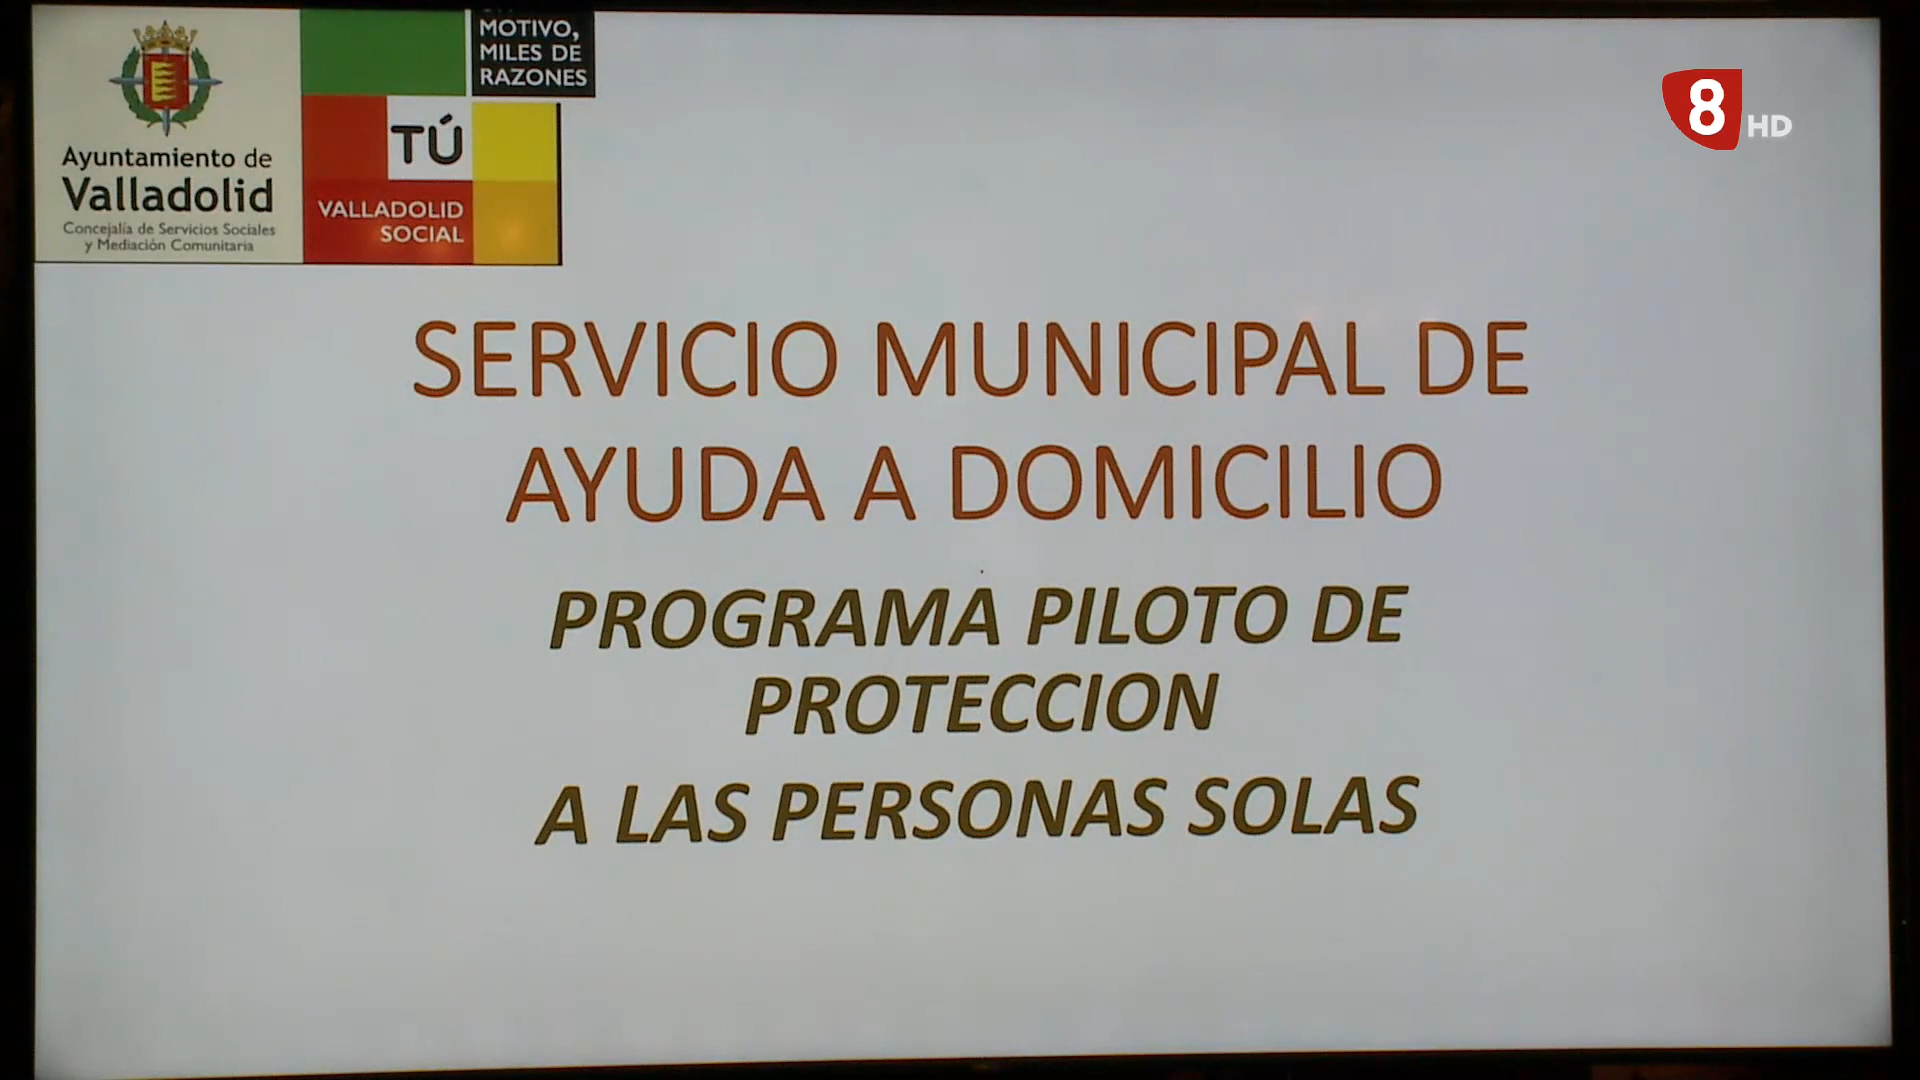 MOTIVO,
MILES DE
RAZONES
TÚ
VALLADOLID
SOCIAL
Ayuntamiento de
Valladolid
Concejalía de Servicios Sociales
y Mediación Comunitaria
8 HD
SERVICIO MUNICIPAL DE
AYUDA A DOMICILIO
PROGRAMA PILOTO DE
PROTECCION
A LAS PERSONAS SOLAS